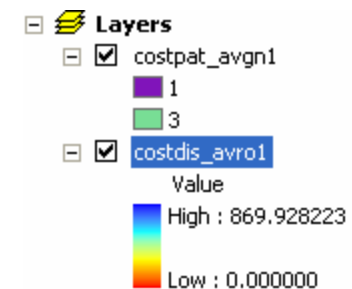 Layers
costpat_avgn1
1
3
costdis_avro1
Value
High : 869.928223
Low : 0.000000